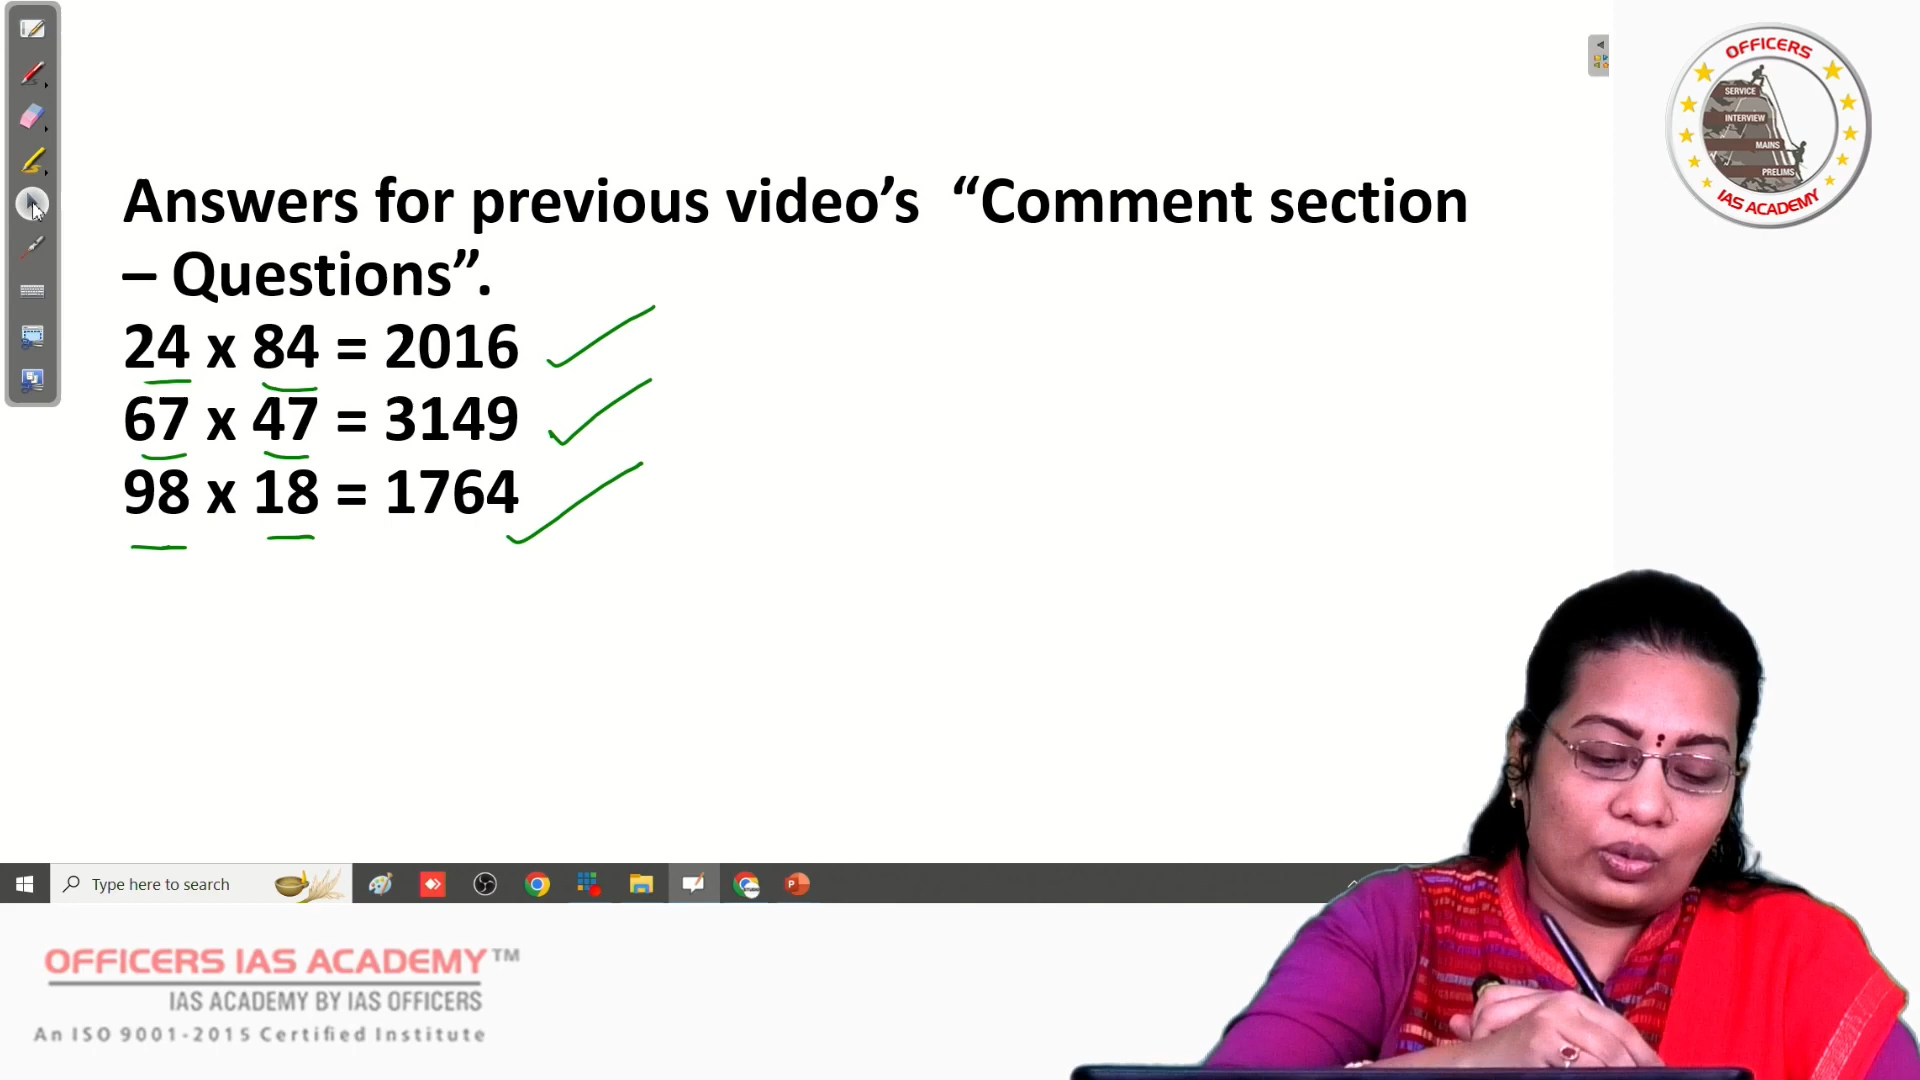 OFFICERS
SERVICE
INTERVIEW
MAINS
PRELIMS
IAS ACADEMY
Answers for previous video’s “Comment section
– Questions”.
24 x 84 = 2016
67 x 47 = 3149
98 x 18 = 1764
Type here to search
OFFICERS IAS ACADEMY™
IAS ACADEMY BY IAS OFFICERS
An ISO 9001-2015 Certified Institute